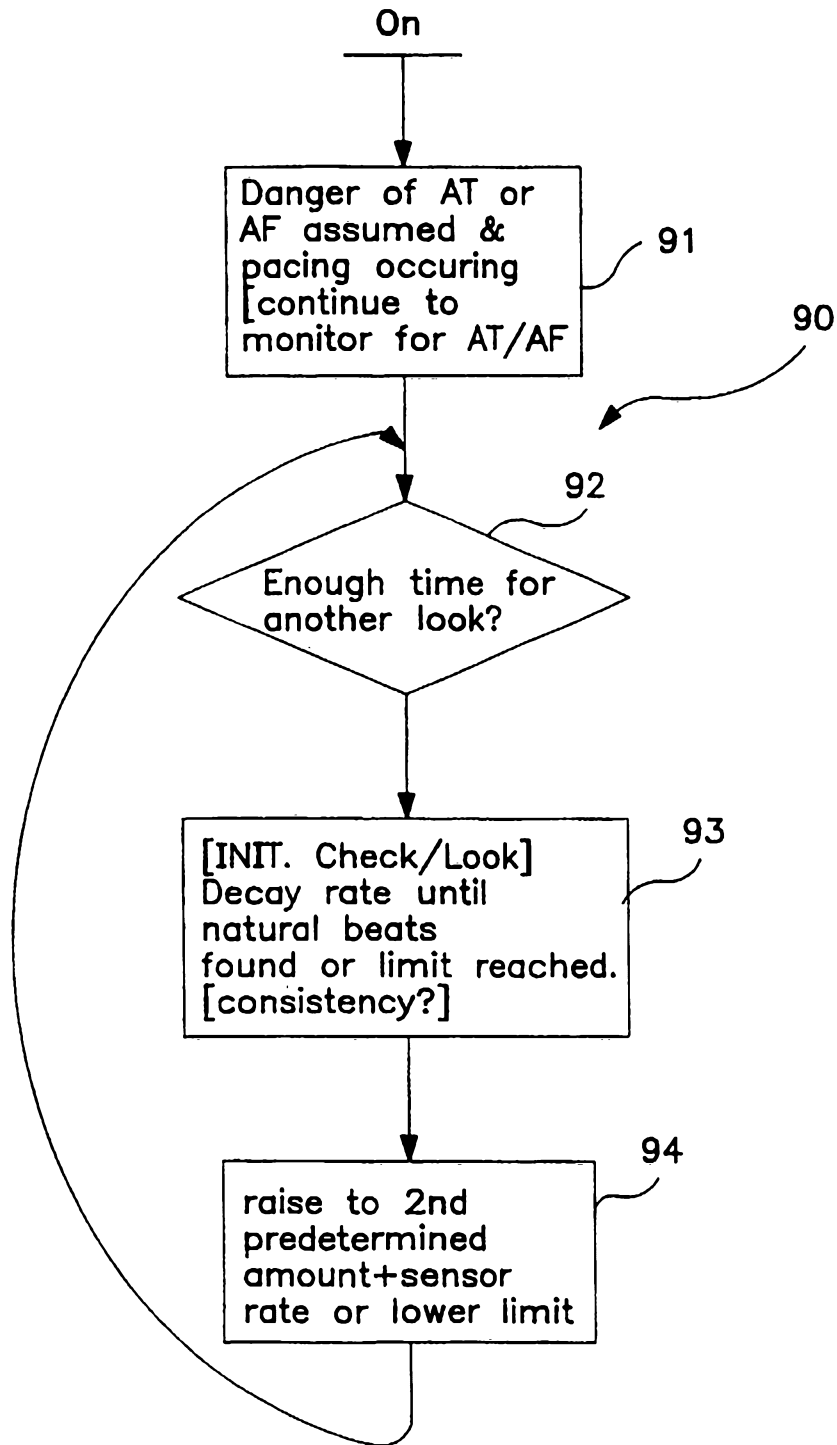 On
Danger of AT or
AF assumed &
pacing occuring
[continue to
monitor for AT/AF
91
90
92
Enough time for
another look?
93
[INIT. Check/Look]
Decay rate until
natural beats
found or limit reached.
[consistency?]
94
raise to 2nd
predetermined
amount+sensor
rate or lower limit